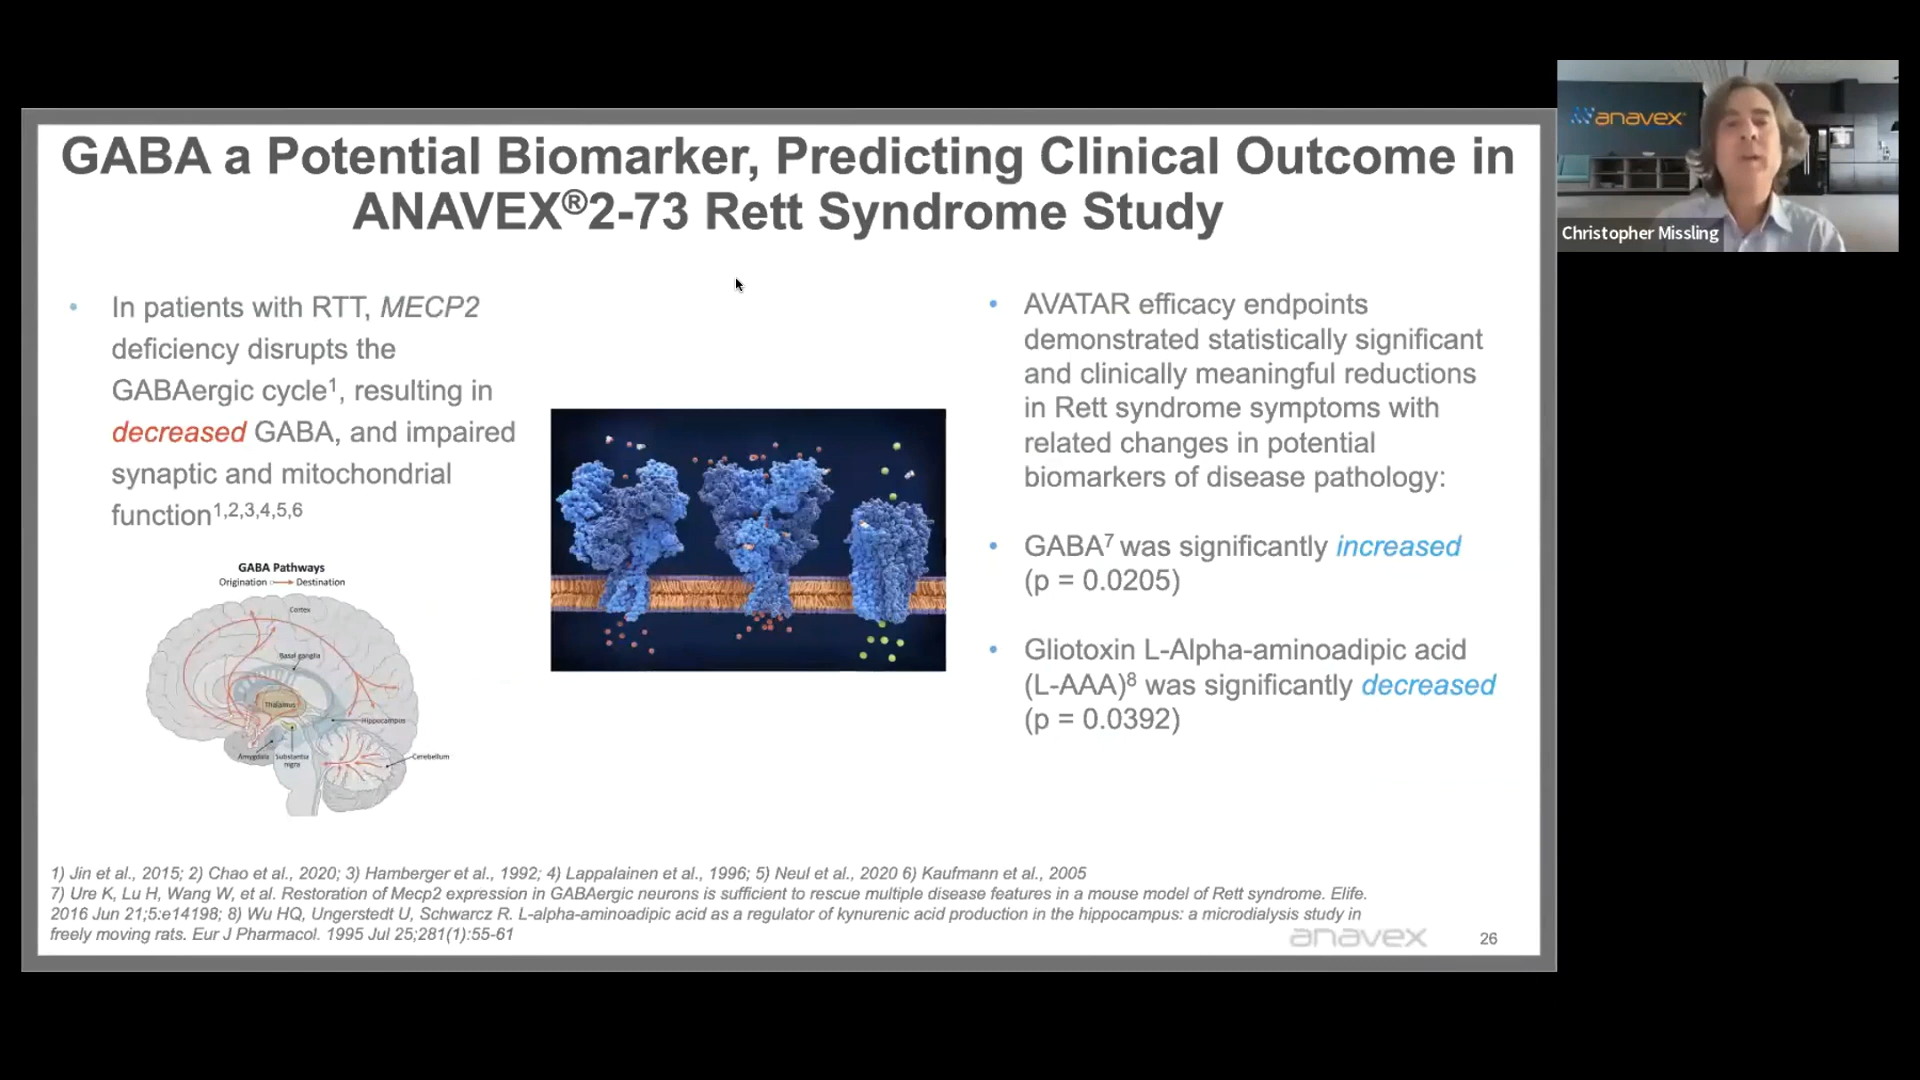 GABA a Potential Biomarker, Predicting Clinical Outcome in
ANAVEX®2-73 Rett Syndrome Study
anavex®
Christopher Missling
• In patients with RTT, MECP2
deficiency disrupts the
GABAergic cycle¹, resulting in
decreased GABA, and impaired
synaptic and mitochondrial
function¹,²,³,⁴,⁵,⁶
GABA Pathways
Origination → Destination
Cortex
Basal ganglia
Thalamus
Hippocampus
Amygdala
Substantia
nigra
Cerebellum
• AVATAR efficacy endpoints
demonstrated statistically significant
and clinically meaningful reductions
in Rett syndrome symptoms with
related changes in potential
biomarkers of disease pathology:
• GABA⁷ was significantly increased
(p = 0.0205)
• Gliotoxin L-Alpha-aminoadipic acid
(L-AAA)⁸ was significantly decreased
(p = 0.0392)
1) Jin et al., 2015; 2) Chao et al., 2020; 3) Hamberger et al., 1992; 4) Lappalainen et al., 1996; 5) Neul et al., 2020 6) Kaufmann et al., 2005
7) Ure K, Lu H, Wang W, et al. Restoration of Mecp2 expression in GABAergic neurons is sufficient to rescue multiple disease features in a mouse model of Rett syndrome. Elife.
2016 Jun 21;5:e14198; 8) Wu HQ, Ungerstedt U, Schwarcz R. L-alpha-aminoadipic acid as a regulator of kynurenic acid production in the hippocampus: a microdialysis study in
freely moving rats. Eur J Pharmacol. 1995 Jul 25;281(1):55-61
anavex
26